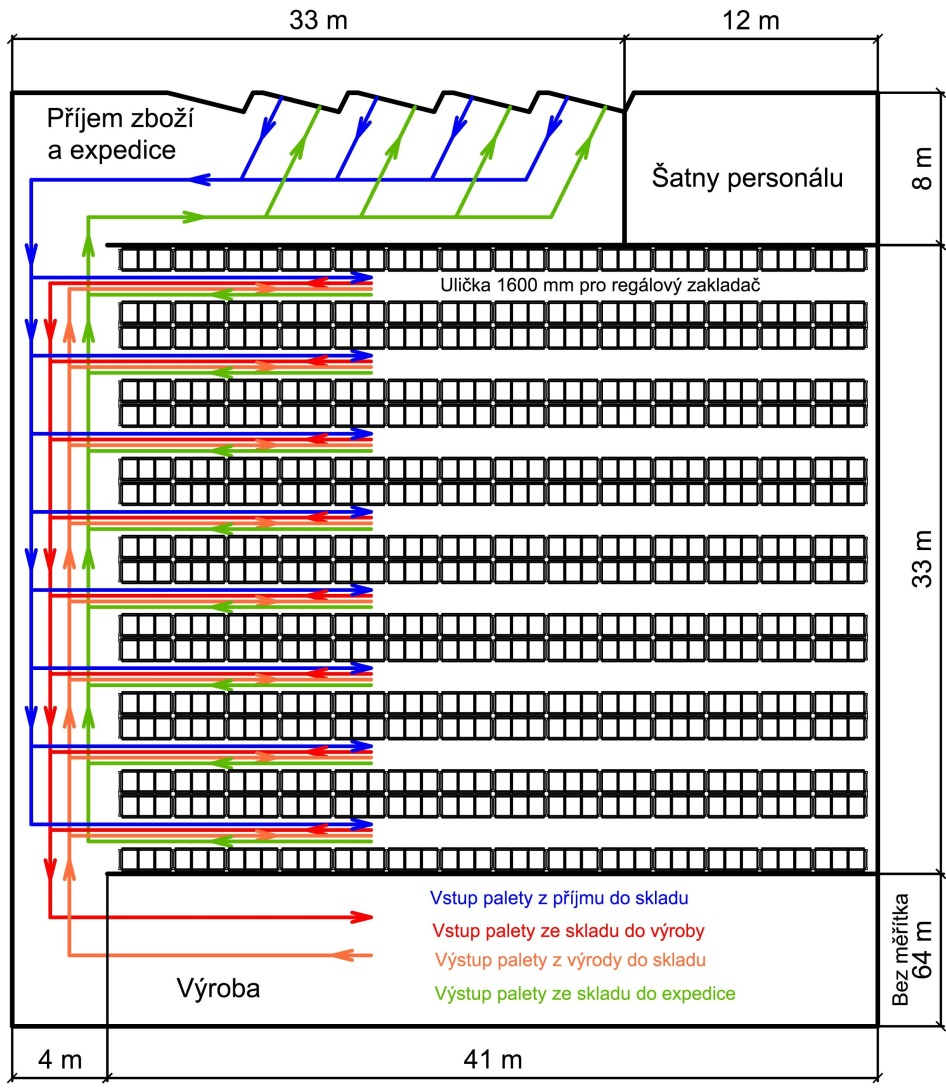 33 m
12 m
Příjem zboží
a expedice
Šatny personálu
8 m
Ulička 1600 mm pro regálový zakladač
33 m
Vstup palety z příjmu do skladu
Vstup palety ze skladu do výroby
Výstup palety z výrody do skladu
Výstup palety ze skladu do expedice
Výroba
Bez měřítka
64 m
4 m
41 m